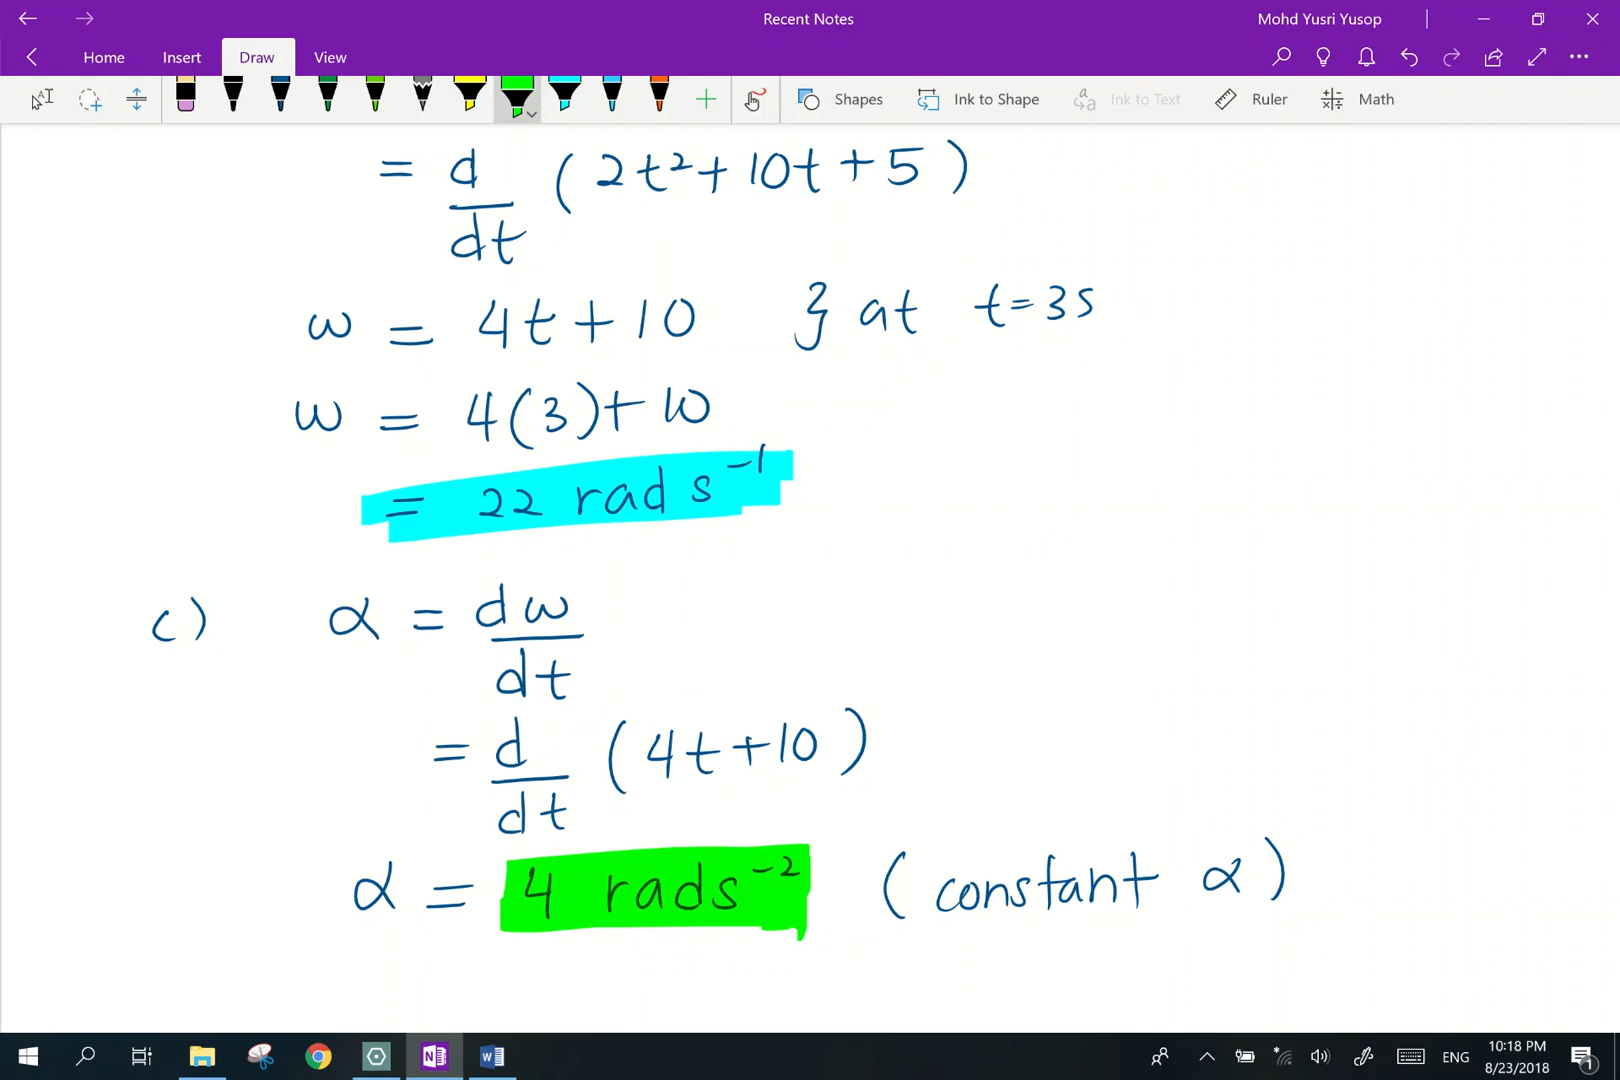 Recent Notes
Mohd Yusri Yusop
Home Insert Draw View
Shapes Ink to Shape Ink to Text Ruler Math
= d/dt (2t²+10t+5)
ω = 4t+10 } at t=3s
ω = 4(3)+10
= 22 rad s⁻¹
c) α = dω/dt
= d/dt (4t+10)
α = 4 rads⁻² (constant α)
ENG
10:18 PM
8/23/2018
1